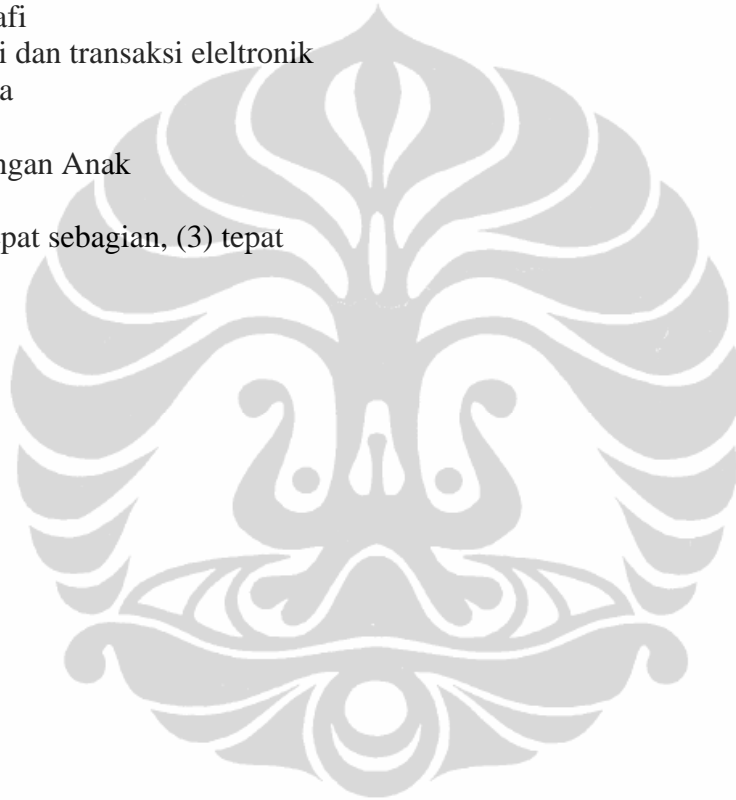 afi
i dan transaksi eleltronik
a
ngan Anak
pat sebagian, (3) tepat